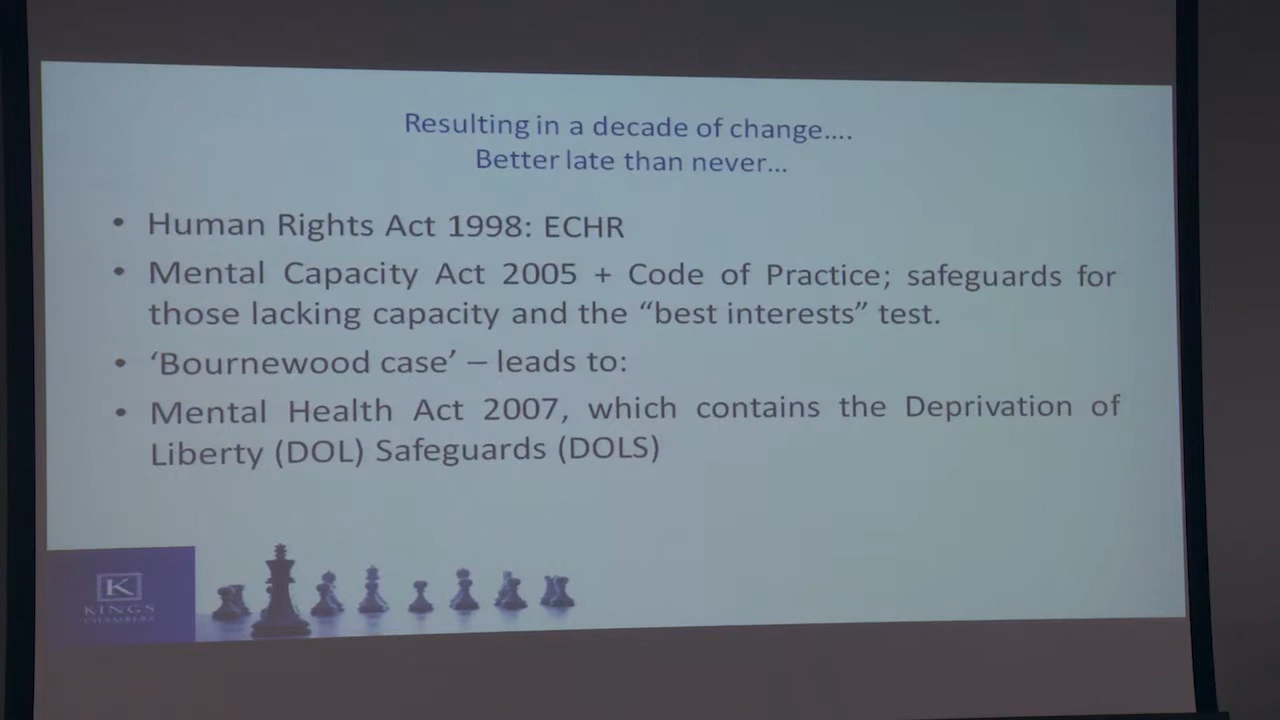 Resulting in a decade of change....
Better late than never...
• Human Rights Act 1998: ECHR
• Mental Capacity Act 2005 + Code of Practice; safeguards for
those lacking capacity and the “best interests” test.
• ‘Bournewood case’ – leads to:
• Mental Health Act 2007, which contains the Deprivation of
Liberty (DOL) Safeguards (DOLS)
K
KINGS
CHAMBERS